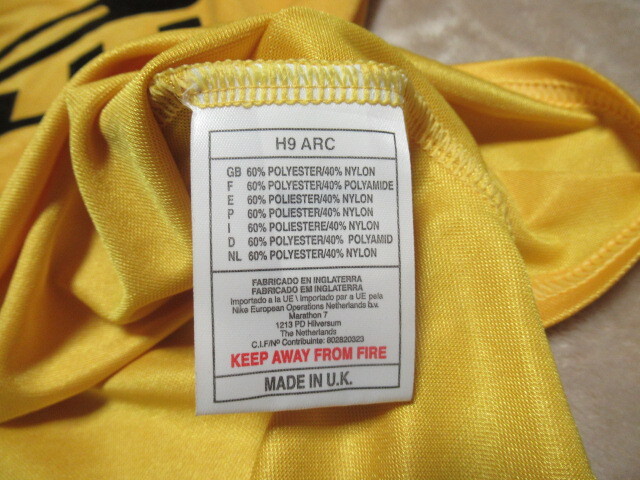 H9 ARC
GB 60% POLYESTER/40% NYLON
F 60% POLYESTER/40% POLYAMIDE
E 60% POLIESTER/40% NYLON
P 60% POLIESTER/40% NYLON
I 60% POLIESTERE/40% NYLON
D 60% POLYESTER/40% POLYAMID
NL 60% POLYESTER/40% NYLON
FABRICADO EN INGLATERRA
FABRICADO EM INGLATERRA
Importado a la UE \ Importado par a UE pela
Nike European Operations Netherlands b.v.
Marathon 7
1213 PD Hilversum
The Netherlands
C.I.F/Nº Contribuinte: 802820323
KEEP AWAY FROM FIRE
MADE IN U.K.